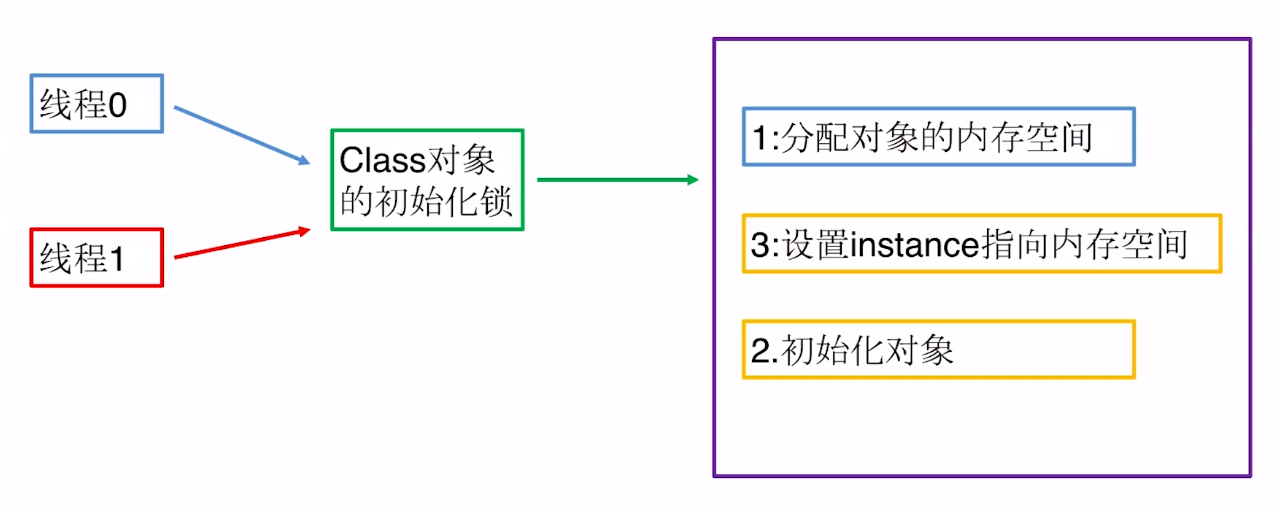 线程0
线程1
Class对象
的初始化锁
1:分配对象的内存空间
3:设置instance指向内存空间
2.初始化对象